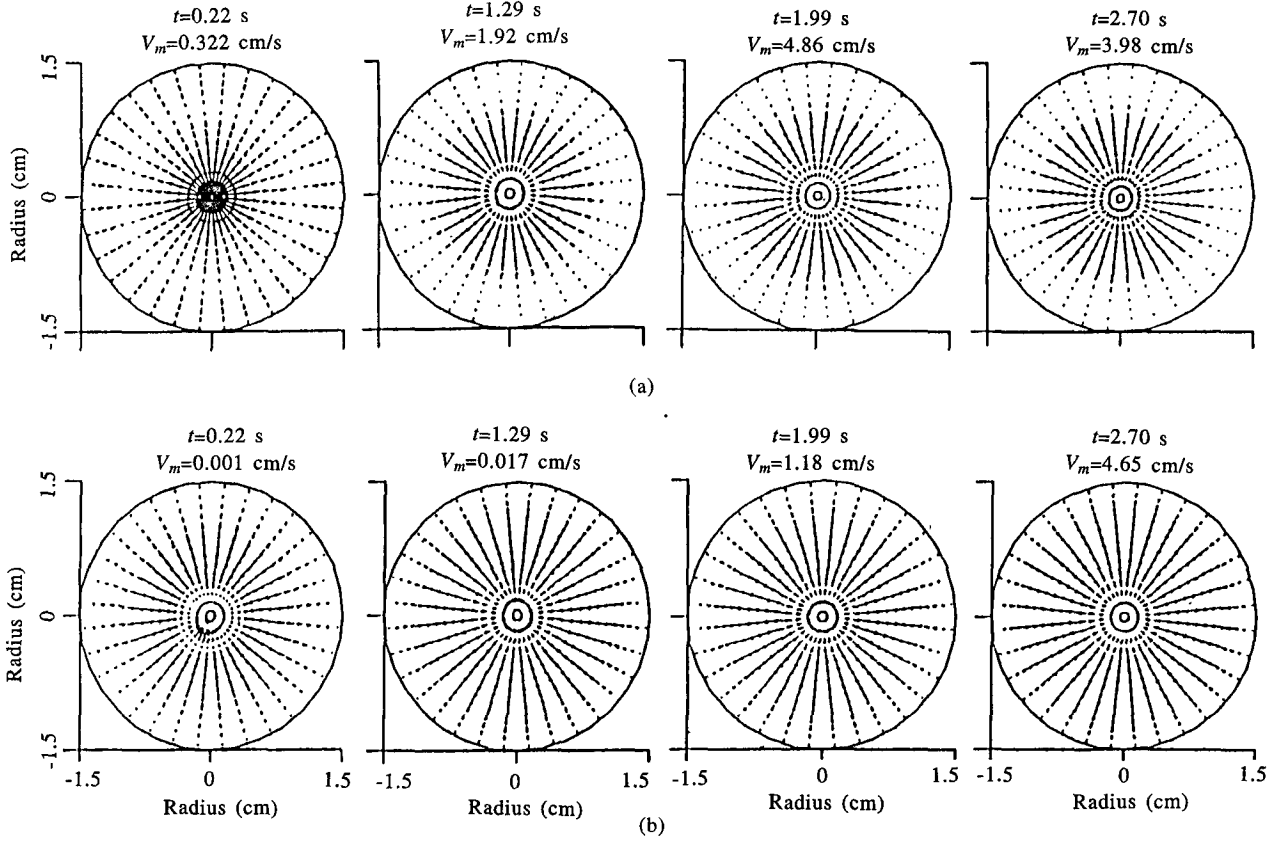 t=0.22 s
V_m=0.322 cm/s
t=1.29 s
V_m=1.92 cm/s
t=1.99 s
V_m=4.86 cm/s
t=2.70 s
V_m=3.98 cm/s
1.5
0
-1.5
Radius (cm)
(a)
t=0.22 s
V_m=0.001 cm/s
t=1.29 s
V_m=0.017 cm/s
t=1.99 s
V_m=1.18 cm/s
t=2.70 s
V_m=4.65 cm/s
1.5
0
-1.5
Radius (cm)
-1.5 0 1.5
Radius (cm)
-1.5 0 1.5
Radius (cm)
-1.5 0 1.5
Radius (cm)
-1.5 0 1.5
Radius (cm)
(b)